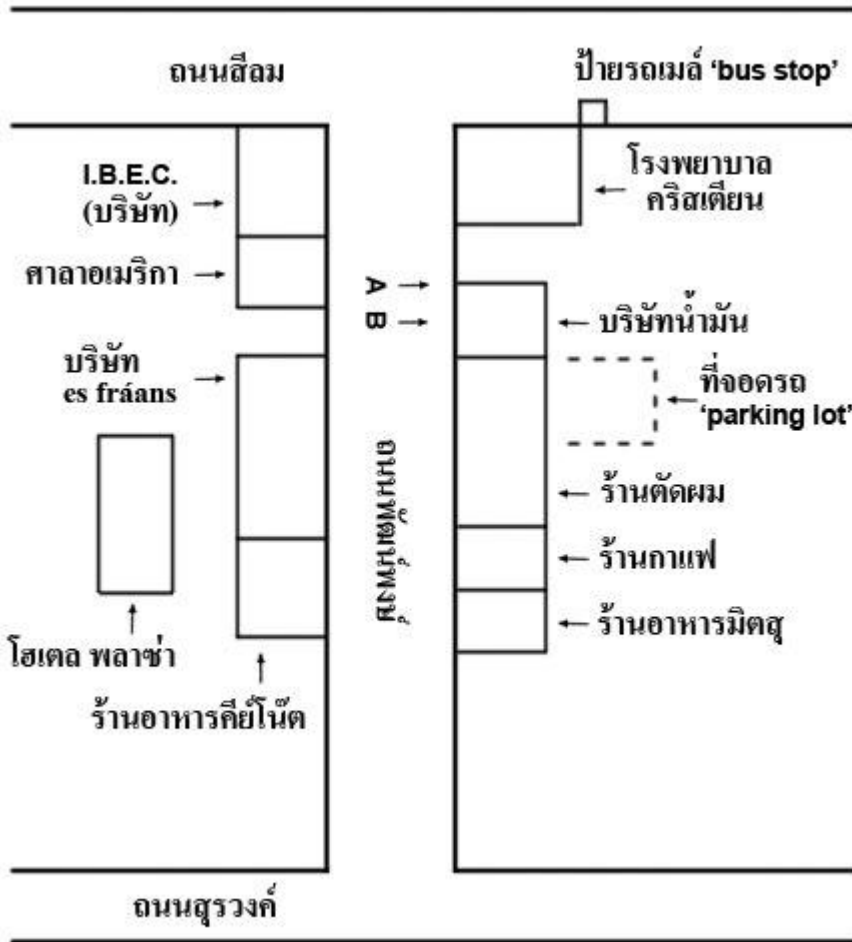 ถนนสีลม
ป้ายรถเมล์ ‘bus stop’
I.B.E.C.
(บริษัท)
โรงพยาบาล
คริสเตียน
ศาลาอเมริกา
A
B
บริษัทน้ำมัน
บริษัท
es fráans
ที่จอดรถ
‘parking lot’
ถนนพัฒน์พงษ์
ร้านตัดผม
ร้านกาแฟ
ร้านอาหารมิตสุ
โฮเตล พลาซ่า
ร้านอาหารคีย์โน๊ต
ถนนสุรวงค์